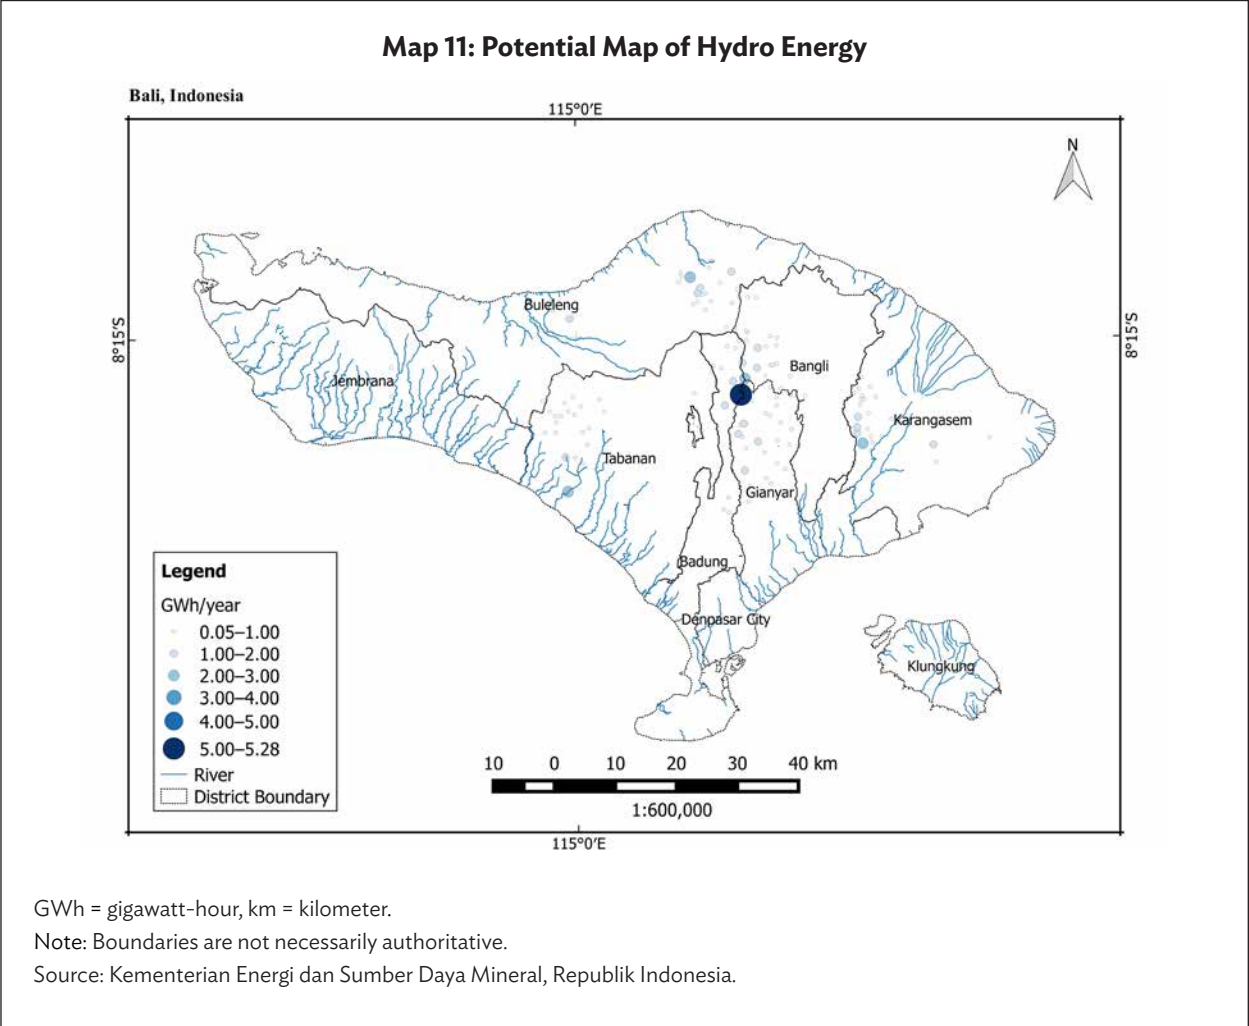 Map 11: Potential Map of Hydro Energy
Bali, Indonesia
115°0'E
N
8°15'S
8°15'S
Buleleng
Bangli
Jembrana
Karangasem
Tabanan
Gianyar
Badung
Denpasar City
Klungkung
Legend
GWh/year
0.05–1.00
1.00–2.00
2.00–3.00
3.00–4.00
4.00–5.00
5.00–5.28
River
District Boundary
10 0 10 20 30 40 km
1:600,000
115°0'E
GWh = gigawatt-hour, km = kilometer.
Note: Boundaries are not necessarily authoritative.
Source: Kementerian Energi dan Sumber Daya Mineral, Republik Indonesia.